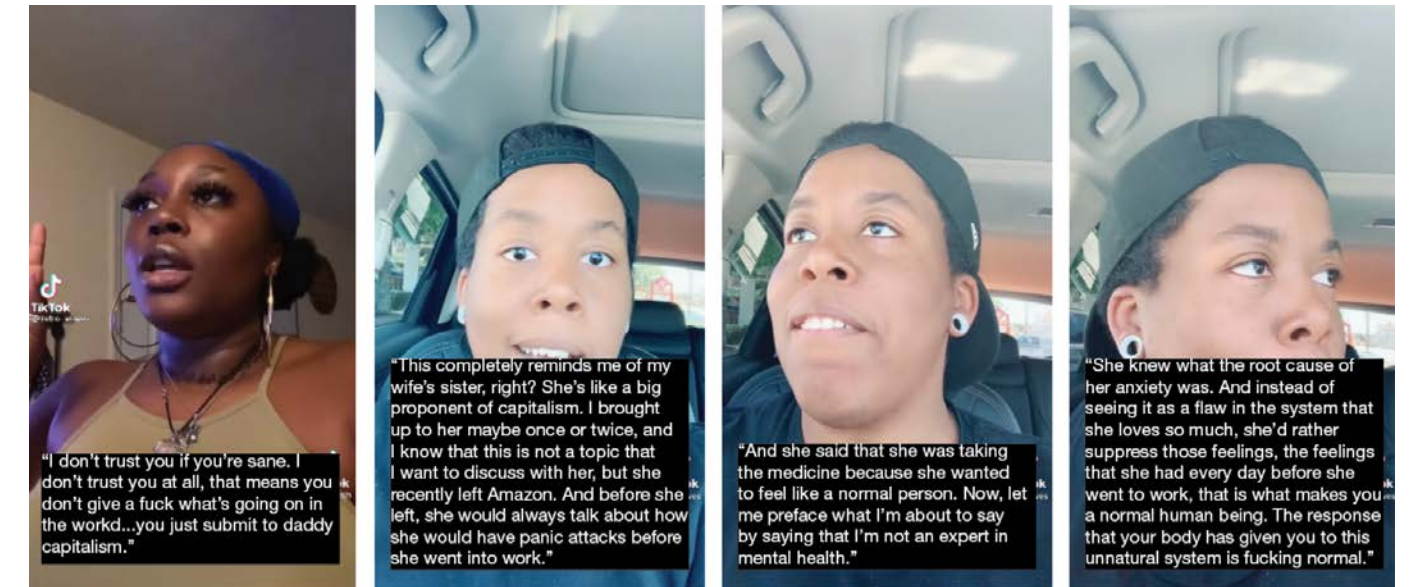 TikTok
“I don’t trust you if you’re sane. I
don’t trust you at all, that means you
don’t give a fuck what’s going on in
the workd...you just submit to daddy
capitalism.”
“This completely reminds me of my
wife’s sister, right? She’s like a big
proponent of capitalism. I brought
up to her maybe once or twice, and
I know that this is not a topic that
I want to discuss with her, but she
recently left Amazon. And before she
left, she would always talk about how
she would have panic attacks before
she went into work.”
“And she said that she was taking
the medicine because she wanted
to feel like a normal person. Now, let
me preface what I’m about to say
by saying that I’m not an expert in
mental health.”
“She knew what the root cause of
her anxiety was. And instead of
seeing it as a flaw in the system that
she loves so much, she’d rather
suppress those feelings, the feelings
that she had every day before she
went to work, that is what makes you
a normal human being. The response
that your body has given you to this
unnatural system is fucking normal.”